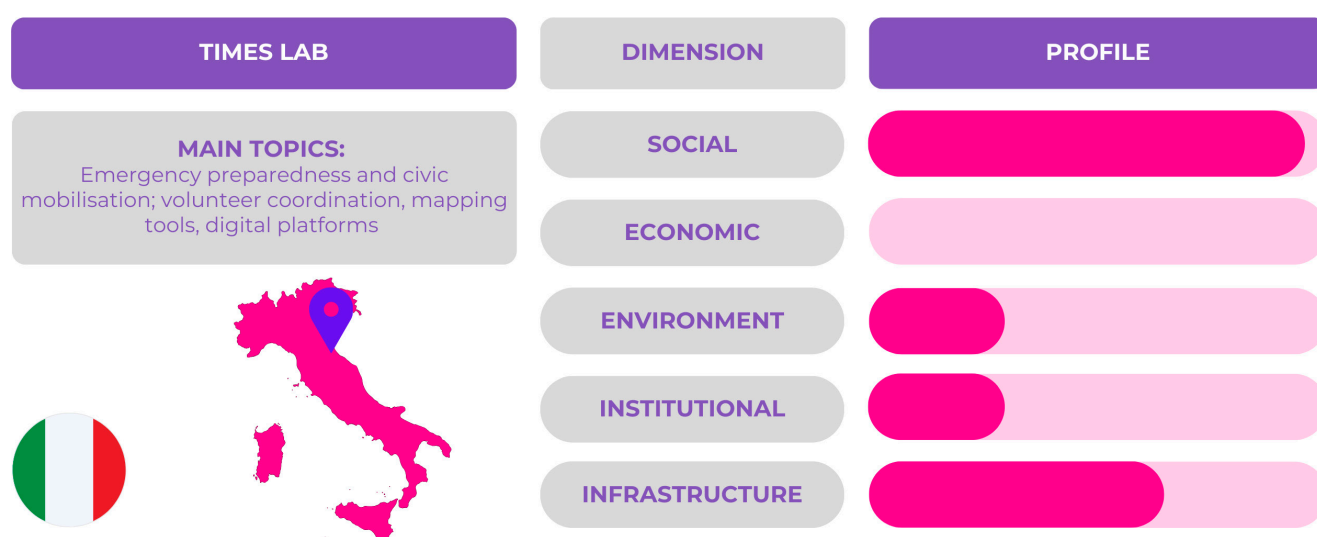 TIMES LAB
DIMENSION
PROFILE
MAIN TOPICS:
Emergency preparedness and civic
mobilisation; volunteer coordination, mapping
tools, digital platforms
SOCIAL
ECONOMIC
ENVIRONMENT
INSTITUTIONAL
INFRASTRUCTURE